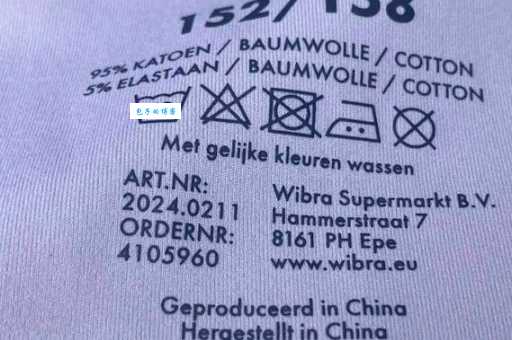 152/158
95% KATOEN / BAUMWOLLE / COTTON
5% ELASTAAN / BAUMWOLLE / COTTON
Met gelijke kleuren wassen
ART.NR:
2024.0211
ORDERNR:
4105960
Wibra Supermarkt B.V.
Hammerstraat 7
8161 PH Epe
www.wibra.eu
Geproduceerd in China
Hergestellt in China